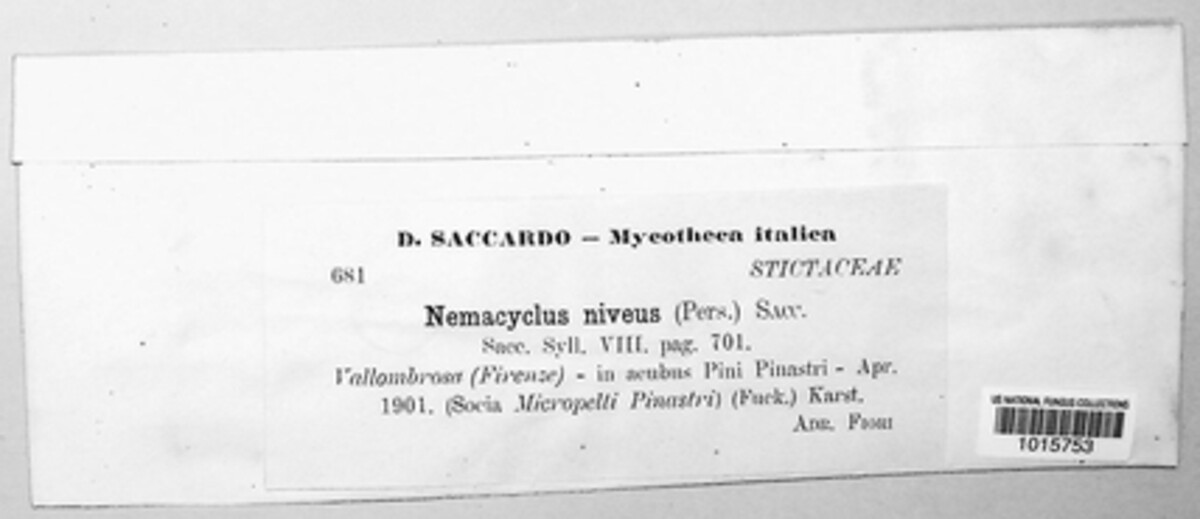 D. SACCARDO — Mycotheca italica
681
STICTACEAE
Nemacyclus niveus (Pers.) Sacc.
Sacc. Syll. VIII. pag. 701.
Vallombrosa (Firenze) - in acubus Pini Pinastri - Apr.
1901. (Socia Micropelti Pinastri) (Fuck.) Karst.
Adr. Fiori
US NATIONAL FUNGUS COLLECTIONS
1015753